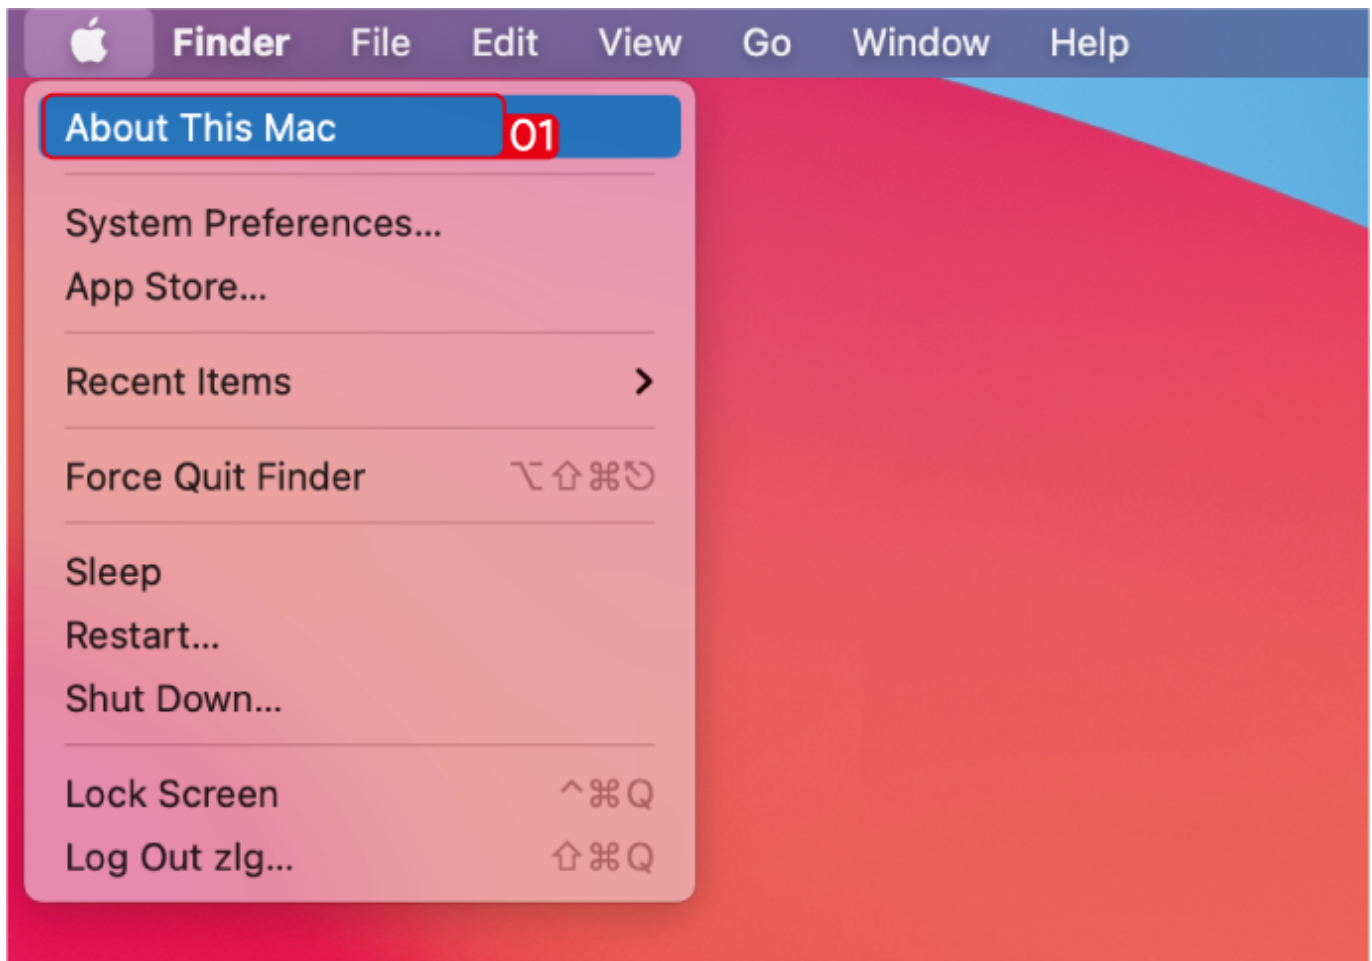 Finder File Edit View Go Window Help
About This Mac 01
System Preferences...
App Store...
Recent Items
Force Quit Finder ⌥⇧⌘⎋
Sleep
Restart...
Shut Down...
Lock Screen ^⌘Q
Log Out zlg... ⇧⌘Q